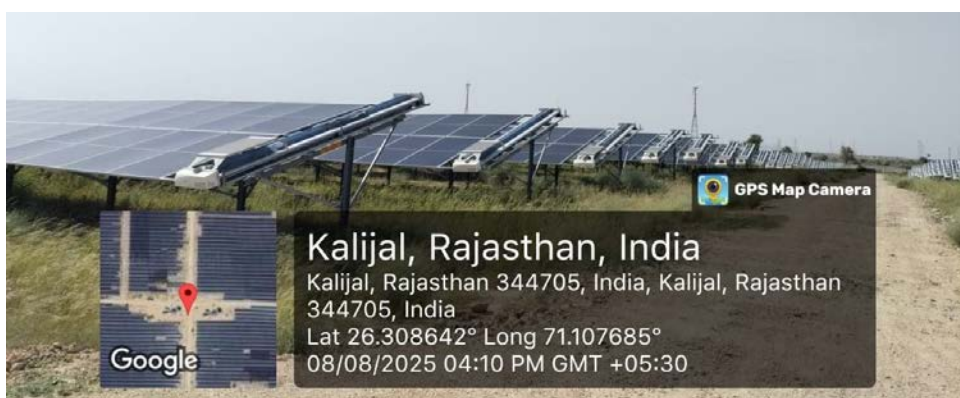 GPS Map Camera
Kalijal, Rajasthan, India
Kalijal, Rajasthan 344705, India, Kalijal, Rajasthan
344705, India
Lat 26.308642° Long 71.107685°
08/08/2025 04:10 PM GMT +05:30
Google